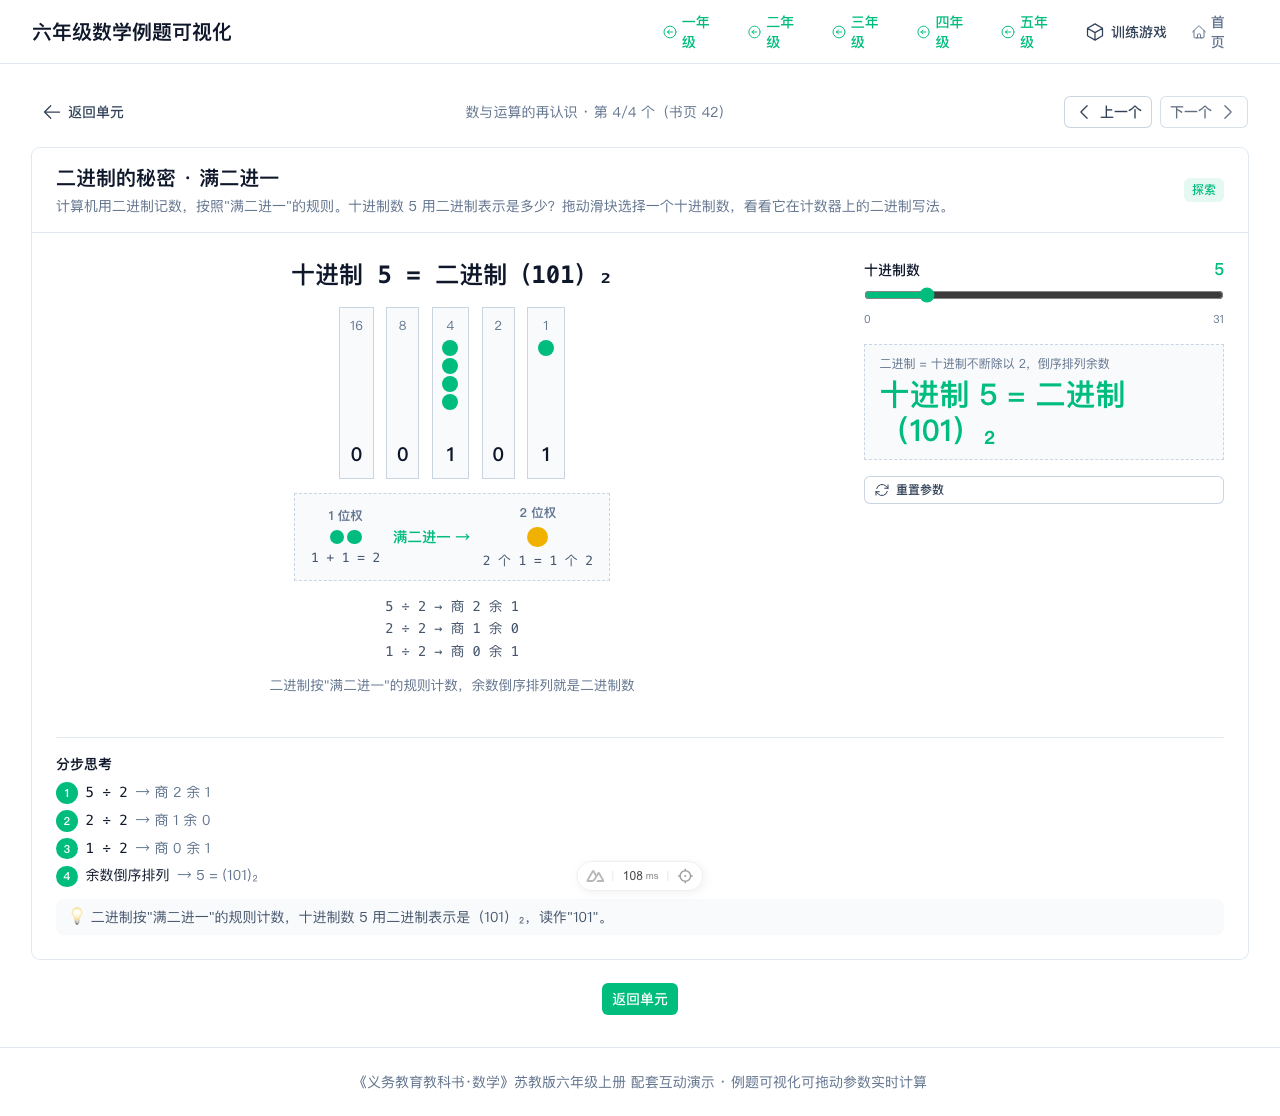 六年级数学例题可视化
一年级
二年级
三年级
四年级
五年级
训练游戏
首页
返回单元
数与运算的再认识 · 第 4/4 个（书页 42）
上一个
下一个
二进制的秘密 · 满二进一
计算机用二进制记数，按照"满二进一"的规则。十进制数 5 用二进制表示是多少？拖动滑块选择一个十进制数，看看它在计数器上的二进制写法。
探索
十进制 5 = 二进制（101）₂
16 8 4 2 1
0 0 1 0 1
1 位权
1 + 1 = 2
满二进一 →
2 位权
2 个 1 = 1 个 2
5 ÷ 2 → 商 2 余 1
2 ÷ 2 → 商 1 余 0
1 ÷ 2 → 商 0 余 1
二进制按"满二进一"的规则计数，余数倒序排列就是二进制数
十进制数 5
0 31
二进制 = 十进制不断除以 2，倒序排列余数
十进制 5 = 二进制
（101）₂
重置参数
分步思考
1 5 ÷ 2 → 商 2 余 1
2 2 ÷ 2 → 商 1 余 0
3 1 ÷ 2 → 商 0 余 1
4 余数倒序排列 → 5 = (101)₂
108 ms
二进制按"满二进一"的规则计数，十进制数 5 用二进制表示是（101）₂，读作"101"。
返回单元
《义务教育教科书·数学》苏教版六年级上册 配套互动演示 · 例题可视化可拖动参数实时计算